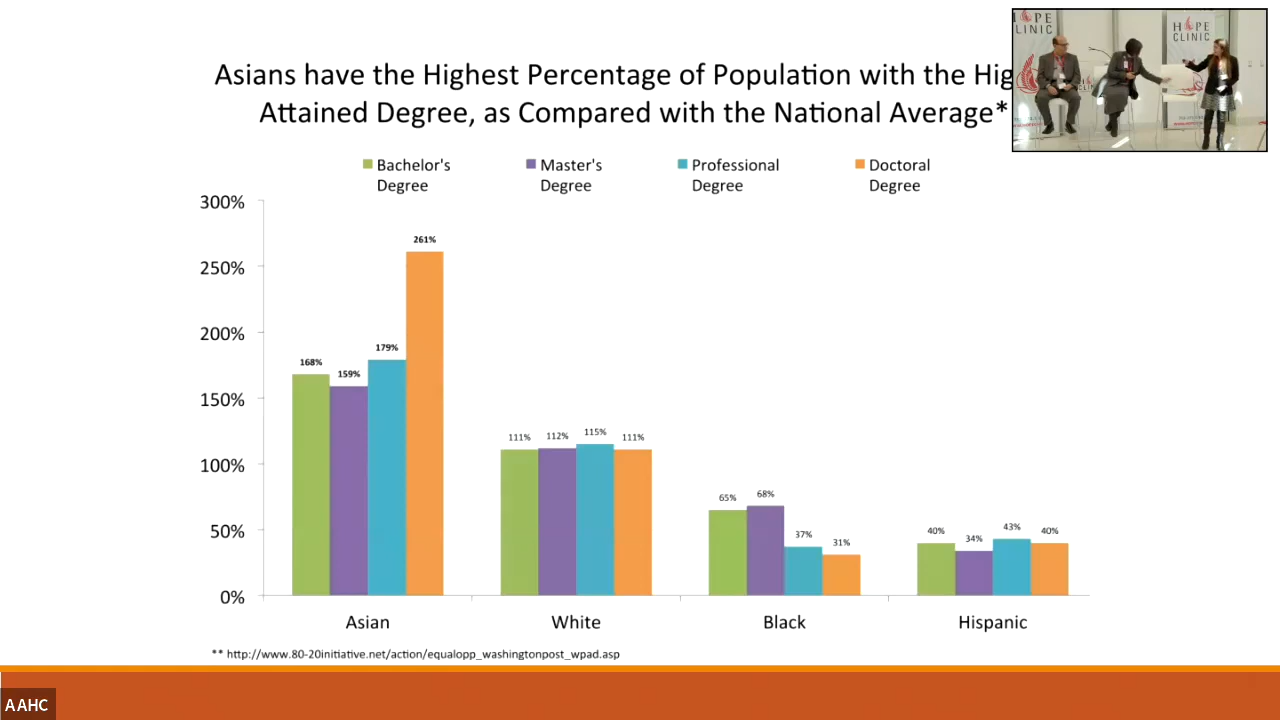 Asians have the Highest Percentage of Population with the Hig
Attained Degree, as Compared with the National Average*
Bachelor's
Degree
Master's
Degree
Professional
Degree
Doctoral
Degree
300%
250%
200%
150%
100%
50%
0%
168%
159%
179%
261%
111%
112%
115%
111%
65%
68%
37%
31%
40%
34%
43%
40%
Asian
White
Black
Hispanic
** http://www.80-20initiative.net/action/equalopp_washingtonpost_wpad.asp
AAHC
HOPE
CLINIC